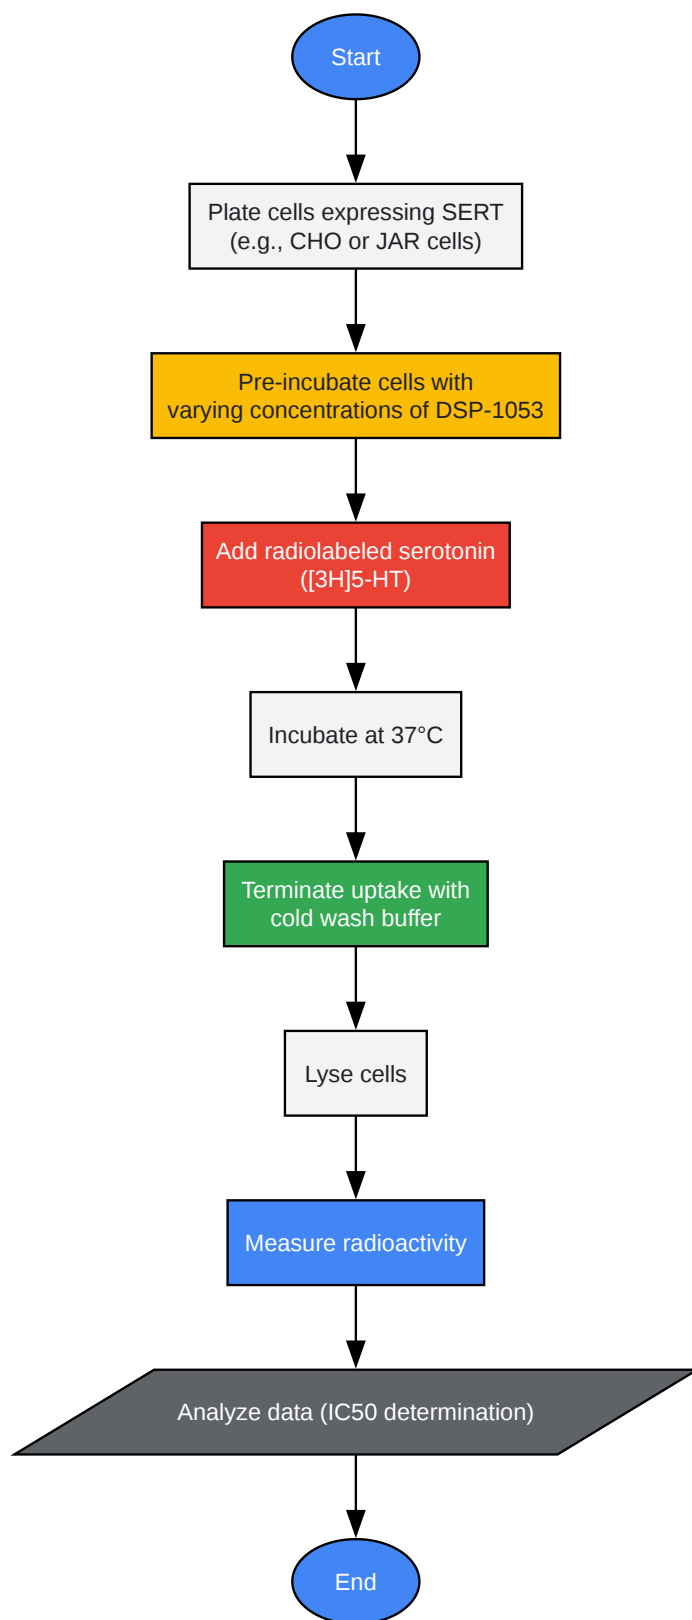 Start
Plate cells expressing SERT
(e.g., CHO or JAR cells)
Pre-incubate cells with
varying concentrations of DSP-1053
Add radiolabeled serotonin
([3H]5-HT)
Incubate at 37°C
Terminate uptake with
cold wash buffer
Lyse cells
Measure radioactivity
Analyze data (IC50 determination)
End